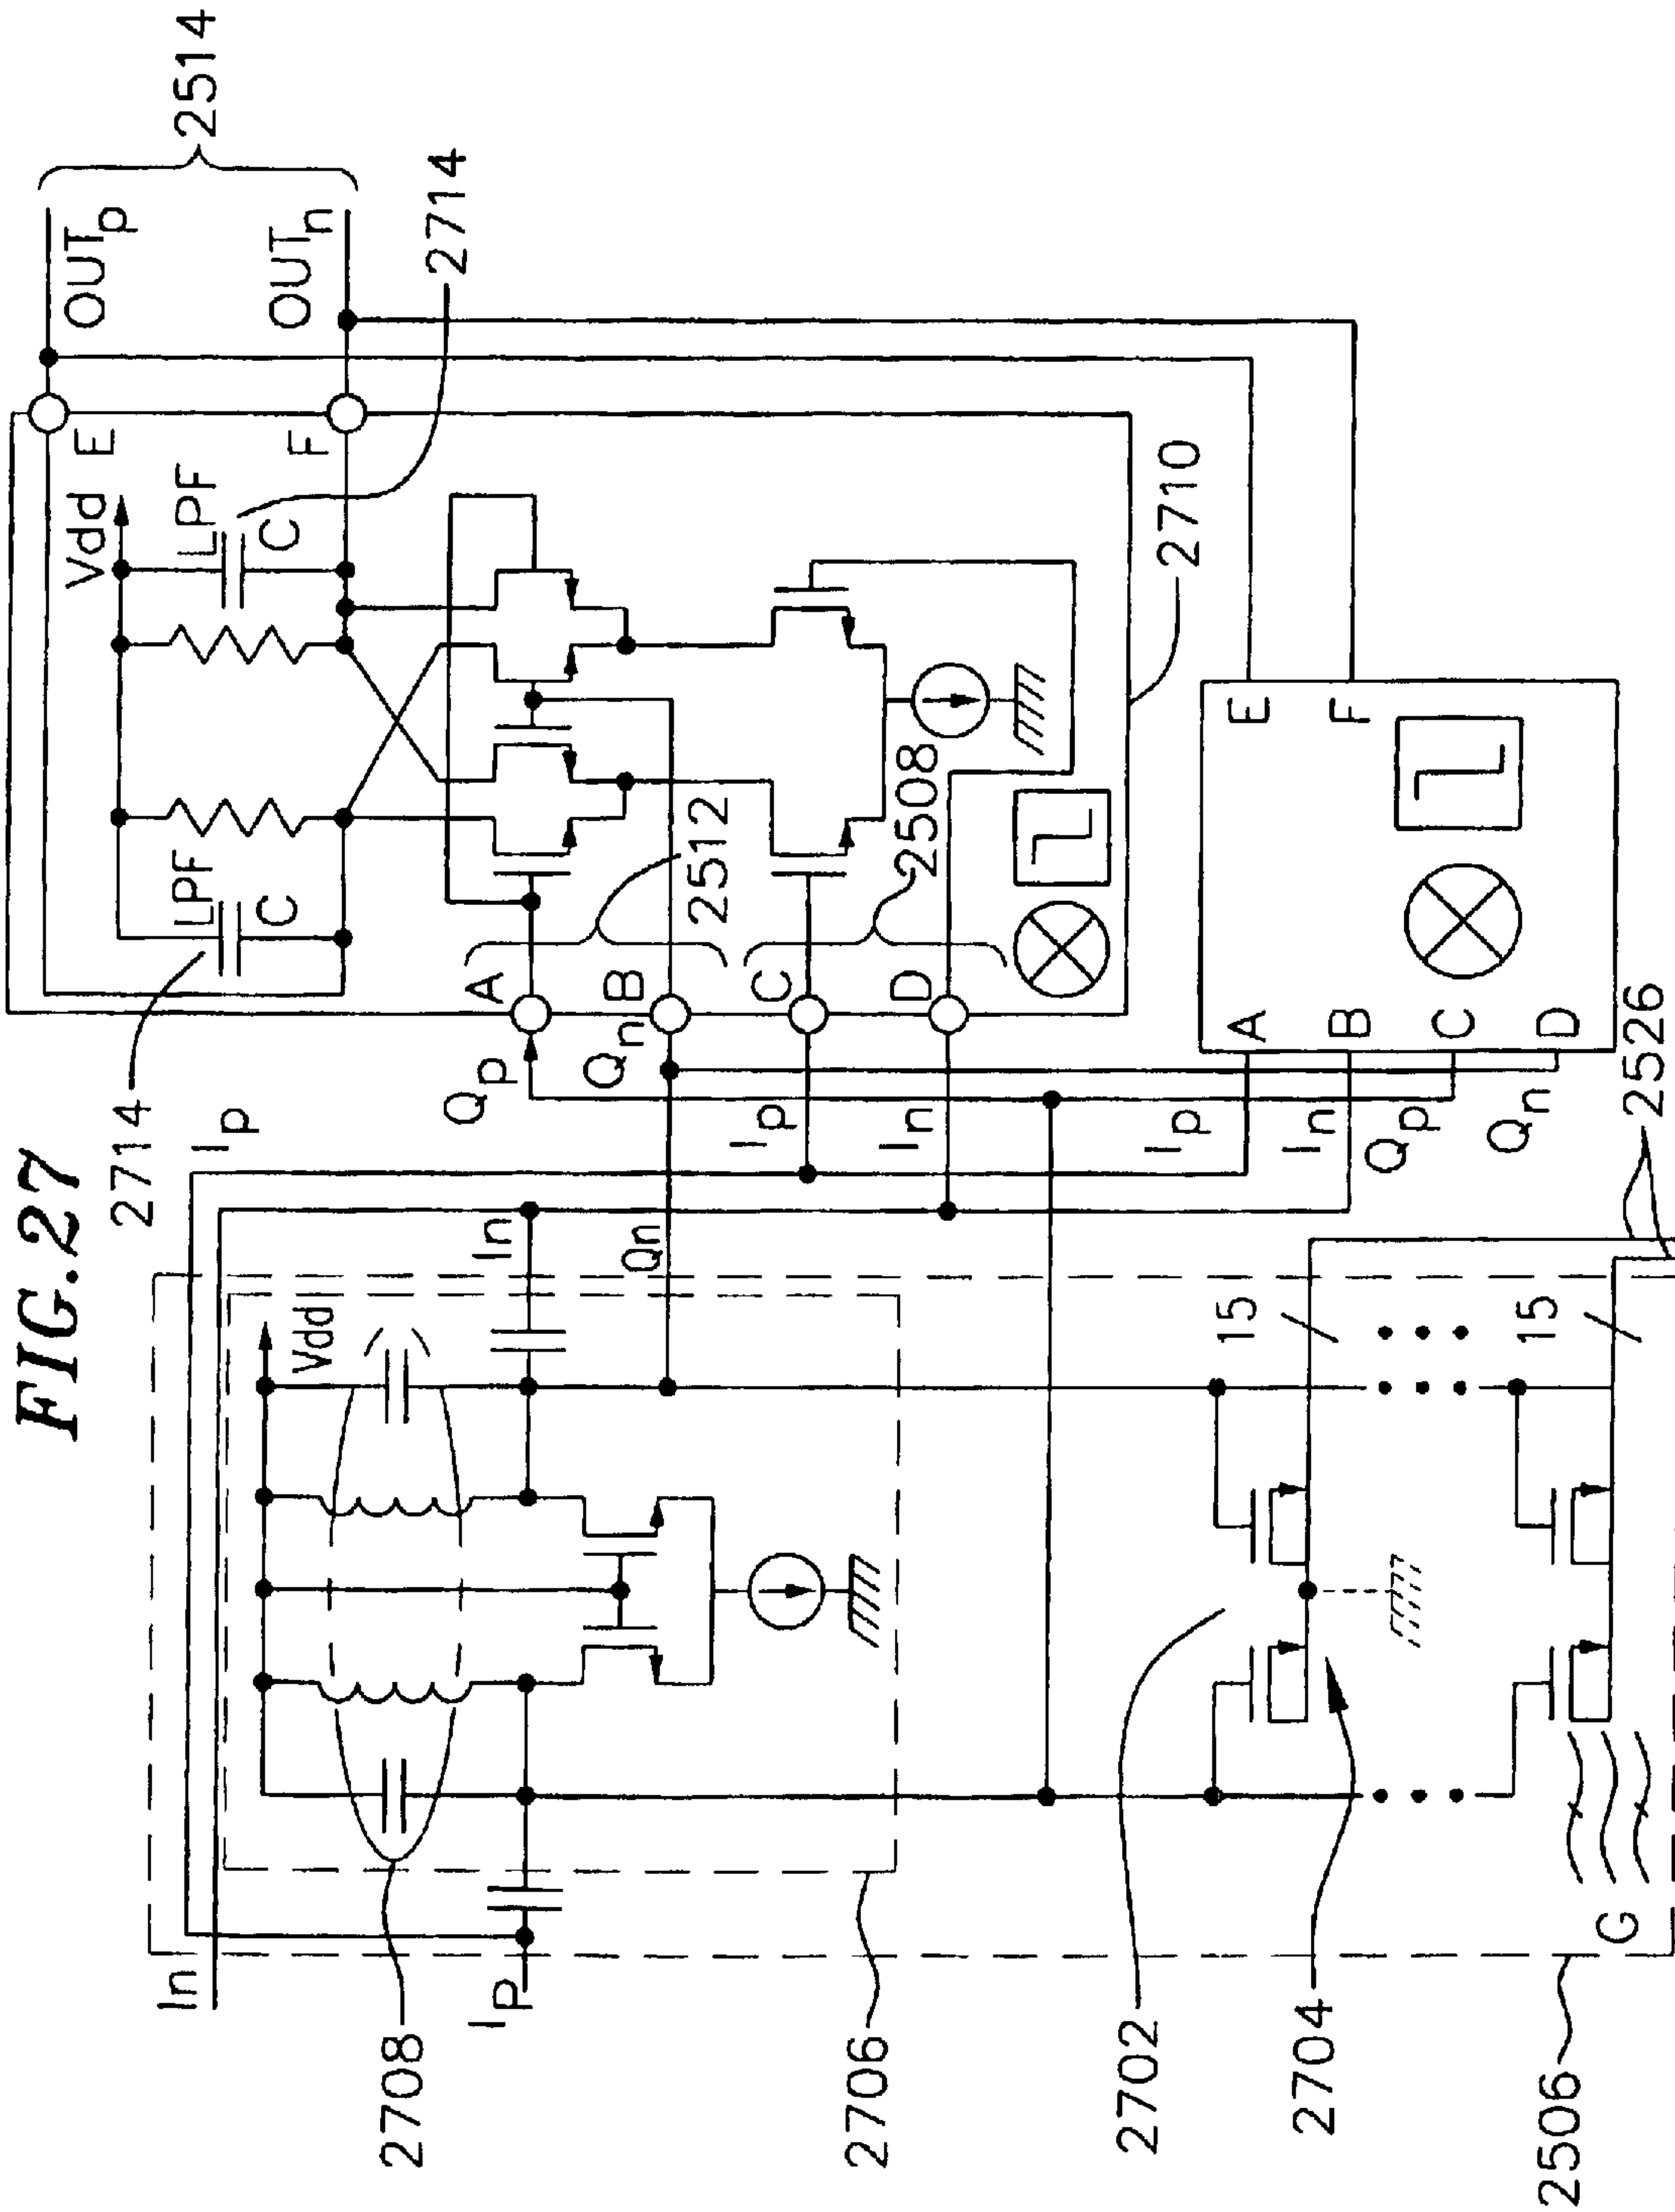 FIG.27
2514
OUTp
OUTn
2714
E
F
Vdd
LPF
C
LPF
C
2714
2710
A
B
C
D
2512
2508
Qp
Qn
Ip
In
Ip
In
Qn
Vdd
In
Ip
2708
2706
E
F
A
B
C
D
Ip
In
Qp
Qn
2526
15
15
2702
2704
G
2506